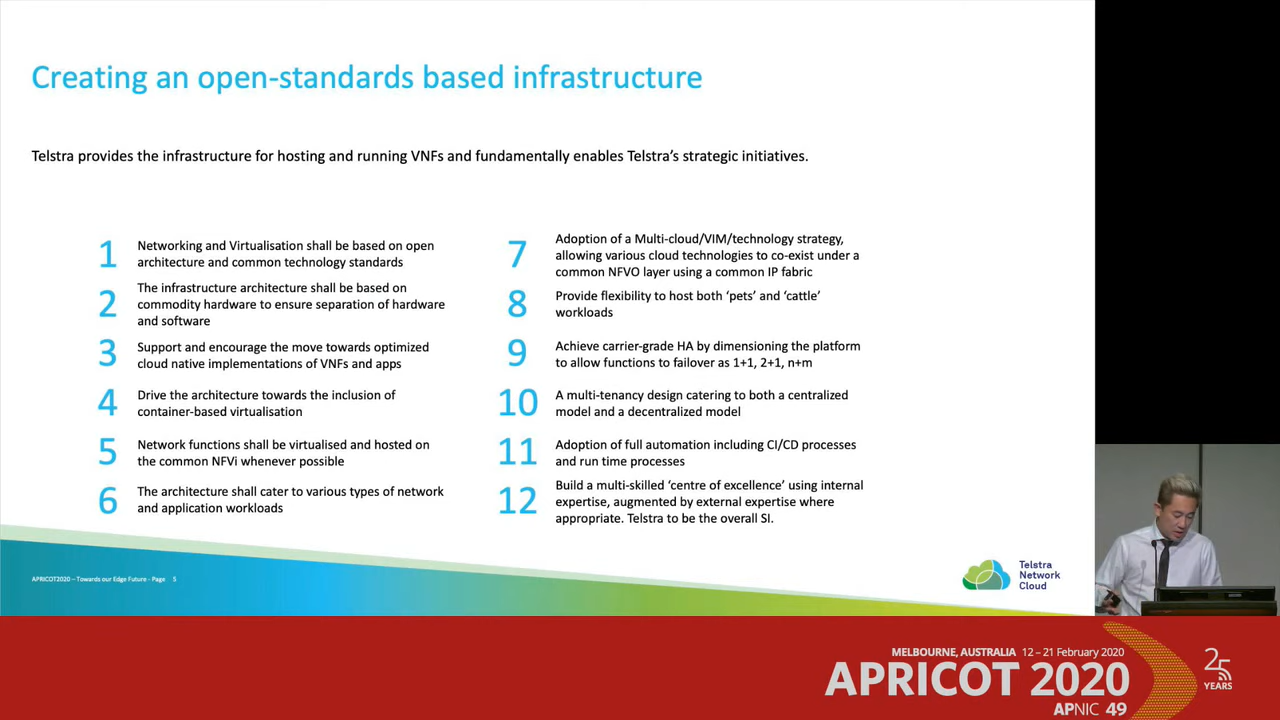 Creating an open-standards based infrastructure
Telstra provides the infrastructure for hosting and running VNFs and fundamentally enables Telstra's strategic initiatives.
1
Networking and Virtualisation shall be based on open
architecture and common technology standards
2
The infrastructure architecture shall be based on
commodity hardware to ensure separation of hardware
and software
3
Support and encourage the move towards optimized
cloud native implementations of VNFs and apps
4
Drive the architecture towards the inclusion of
container-based virtualisation
5
Network functions shall be virtualised and hosted on
the common NFVi whenever possible
6
The architecture shall cater to various types of network
and application workloads
7
Adoption of a Multi-cloud/VIM/technology strategy,
allowing various cloud technologies to co-exist under a
common NFVO layer using a common IP fabric
8
Provide flexibility to host both ‘pets’ and ‘cattle’
workloads
9
Achieve carrier-grade HA by dimensioning the platform
to allow functions to failover as 1+1, 2+1, n+m
10
A multi-tenancy design catering to both a centralized
model and a decentralized model
11
Adoption of full automation including CI/CD processes
and run time processes
12
Build a multi-skilled ‘centre of excellence’ using internal
expertise, augmented by external expertise where
appropriate. Telstra to be the overall SI.
APRICOT2020 – Towards our Edge Future - Page 5
Telstra
Network
Cloud
MELBOURNE, AUSTRALIA 12 – 21 February 2020
APRICOT 2020
APNIC 49
25
YEARS